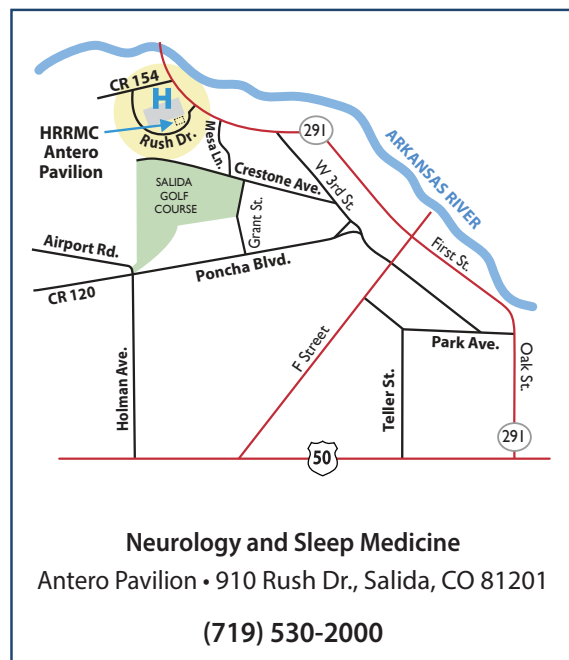 CR 154
H
HRRMC
Antero
Pavilion
Rush Dr.
Mesa Ln.
291
ARKANSAS RIVER
W 3rd St.
Crestone Ave.
SALIDA
GOLF
COURSE
Grant St.
First St.
Airport Rd.
Poncha Blvd.
CR 120
F Street
Park Ave.
Oak St.
Holman Ave.
Teller St.
291
50
Neurology and Sleep Medicine
Antero Pavilion • 910 Rush Dr., Salida, CO 81201
(719) 530-2000